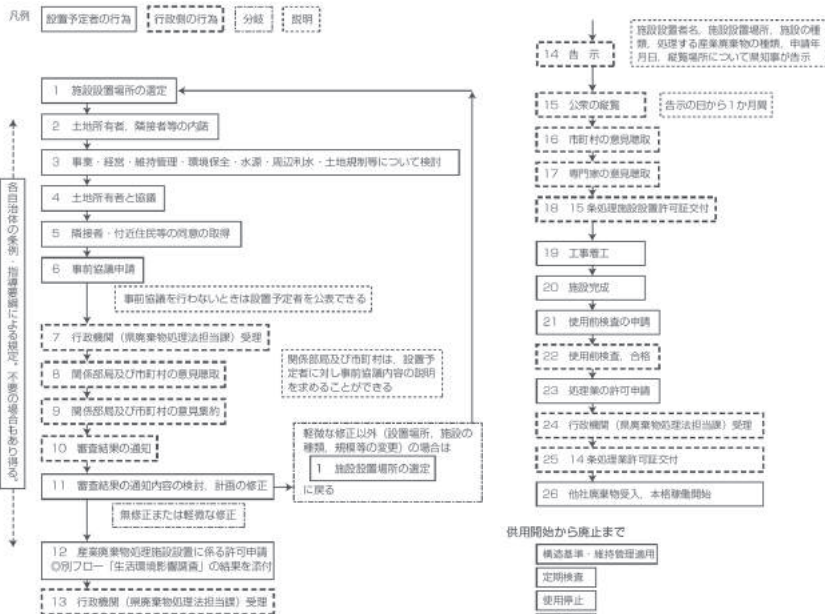 凡例
設置予定者の行為
行政側の行為
分岐
説明
1 施設設置場所の選定
2 土地所有者、隣接者等の内諾
3 事業・経営・維持管理・環境保全・水源・周辺利水・土地規制等について検討
4 土地所有者と協議
5 隣接者・付近住民等の同意の取得
6 事前協議申請
事前協議を行わないときは設置予定者を公表できる
7 行政機関（県廃棄物処理法担当課）受理
8 関係部局及び市町村の意見聴取
9 関係部局及び市町村の意見集約
関係部局及び市町村は、設置予
定者に対し事前協議内容の説明
を求めることができる
10 審査結果の通知
11 審査結果の通知内容の検討、計画の修正
軽微な修正以外（設置場所、施設の
種類、規模等の変更）の場合は
1 施設設置場所の選定
に戻る
無修正または軽微な修正
12 産業廃棄物処理施設設置に係る許可申請
◎別フロー「生活環境影響調査」の結果を添付
13 行政機関（県廃棄物処理法担当課）受理
各自治体の条例・指導要綱による規定。不要の場合もあり得る。
14 告 示
施設設置者名、施設設置場所、施設の種
類、処理する産業廃棄物の種類、申請年
月日、縦覧場所について県知事が告示
15 公衆の縦覧
告示の日から1か月間
16 市町村の意見聴取
17 専門家の意見聴取
18 15条処理施設設置許可証交付
19 工事着工
20 施設完成
21 使用前検査の申請
22 使用前検査、合格
23 処理業の許可申請
24 行政機関（県廃棄物処理法担当課）受理
25 14条処理業許可証交付
26 他社廃棄物受入、本格稼働開始
供用開始から廃止まで
構造基準・維持管理適用
定期検査
使用停止